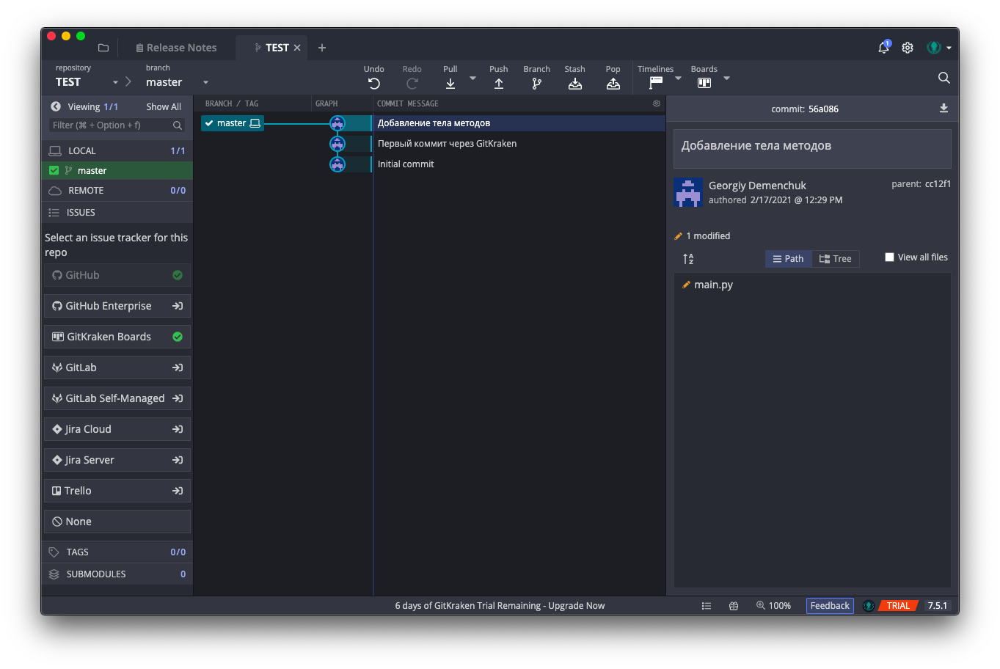 Release Notes
TEST
1
repository
TEST
branch
master
Undo
Redo
Pull
Push
Branch
Stash
Pop
Timelines
Boards
Viewing 1/1
Show All
Filter (⌘ + Option + f)
LOCAL 1/1
master
REMOTE 0/0
ISSUES
Select an issue tracker for this
repo
GitHub
GitHub Enterprise
GitKraken Boards
GitLab
GitLab Self-Managed
Jira Cloud
Jira Server
Trello
None
TAGS 0/0
SUBMODULES 0
BRANCH / TAG
GRAPH
COMMIT MESSAGE
master
Добавление тела методов
Первый коммит через GitKraken
Initial commit
commit: 56a086
Добавление тела методов
Georgiy Demenchuk
authored 2/17/2021 @ 12:29 PM
parent: cc12f1
1 modified
AZ
Path
Tree
View all files
main.py
6 days of GitKraken Trial Remaining - Upgrade Now
100%
Feedback
TRIAL
7.5.1